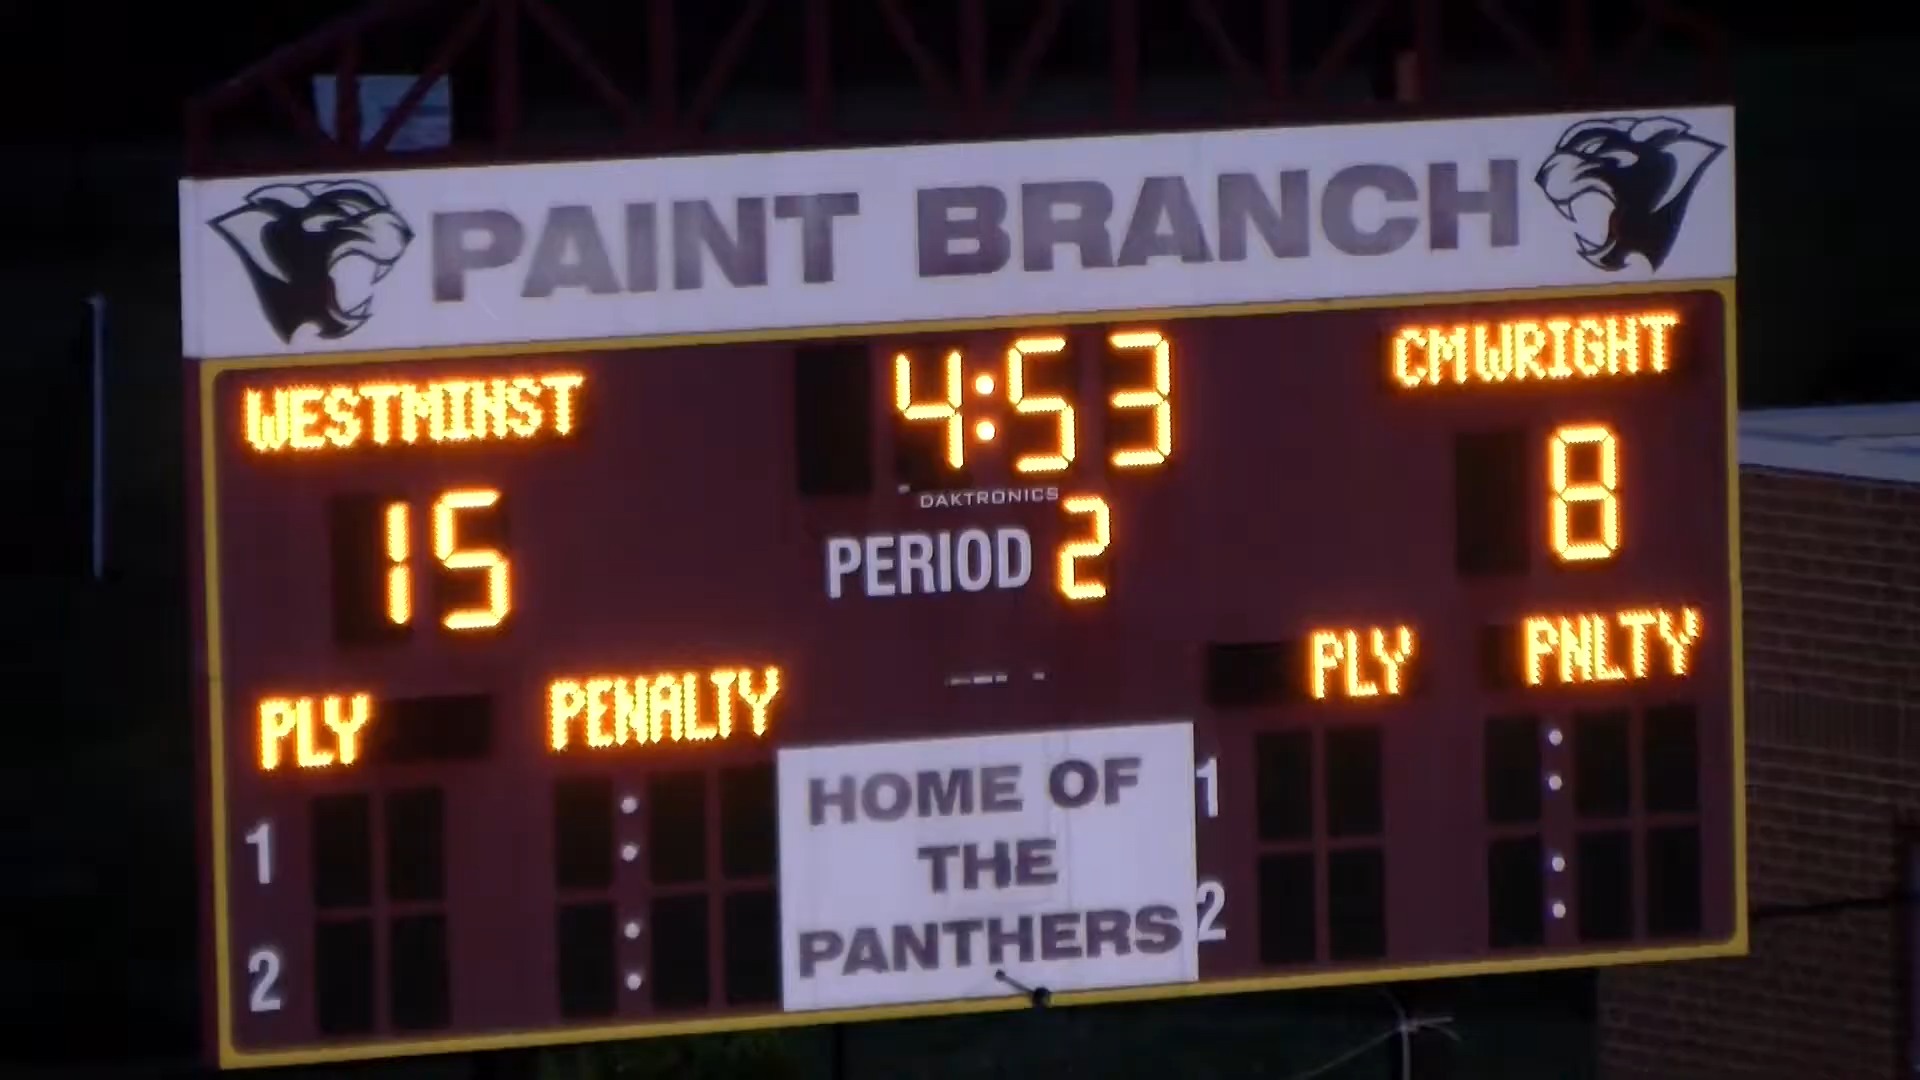 PAINT BRANCH
WESTMINST
4:53
CMWRIGHT
15
DAKTRONICS
8
PERIOD 2
PLY PENALTY
PLY PNLTY
1
2
HOME OF
THE
PANTHERS
1
2